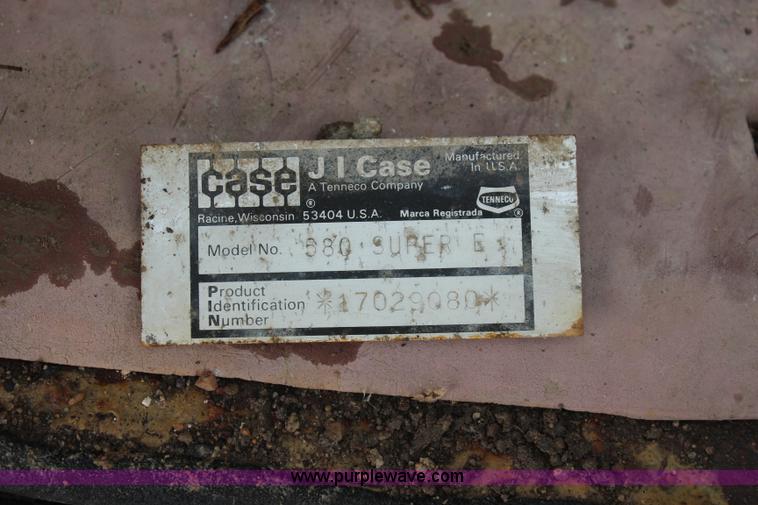 case
J I Case
Manufactured
In U.S.A.
A Tenneco Company
®
TENNECO
®
Racine, Wisconsin 53404 U.S.A. Marca Registrada
Model No. 580 SUPER E
Product
Identification
Number
*17029080*
www.purplewave.com